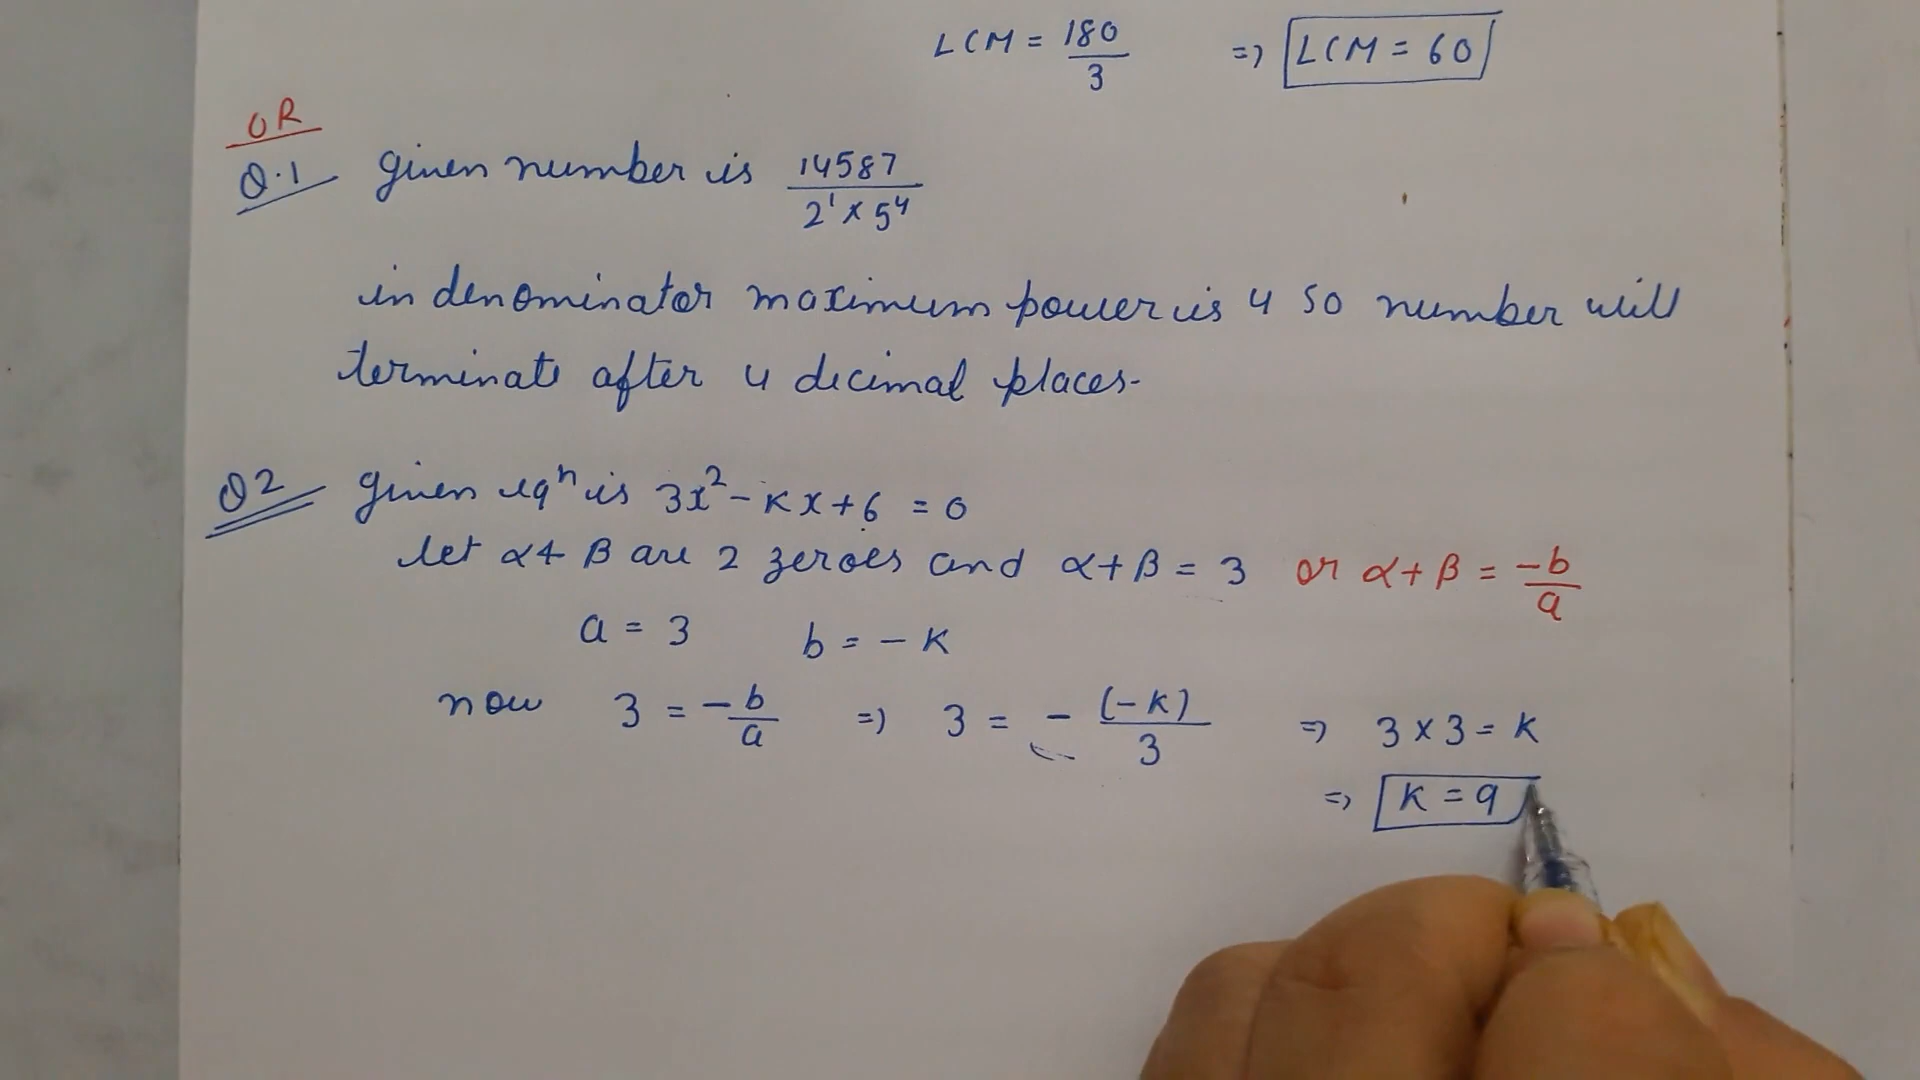 LCM = 180/3 => LCM = 60
OR
Q.1 given number is 14587/2¹ x 5⁴
in denominator maximum power is 4 so number will
terminate after 4 decimal places.
Q2 given eqⁿ is 3x² - Kx + 6 = 0
let α & β are 2 zeroes and α + β = 3 or α + β = -b/a
a = 3 b = - K
now 3 = -b/a => 3 = - (-K)/3 => 3 x 3 = K
=> K = 9